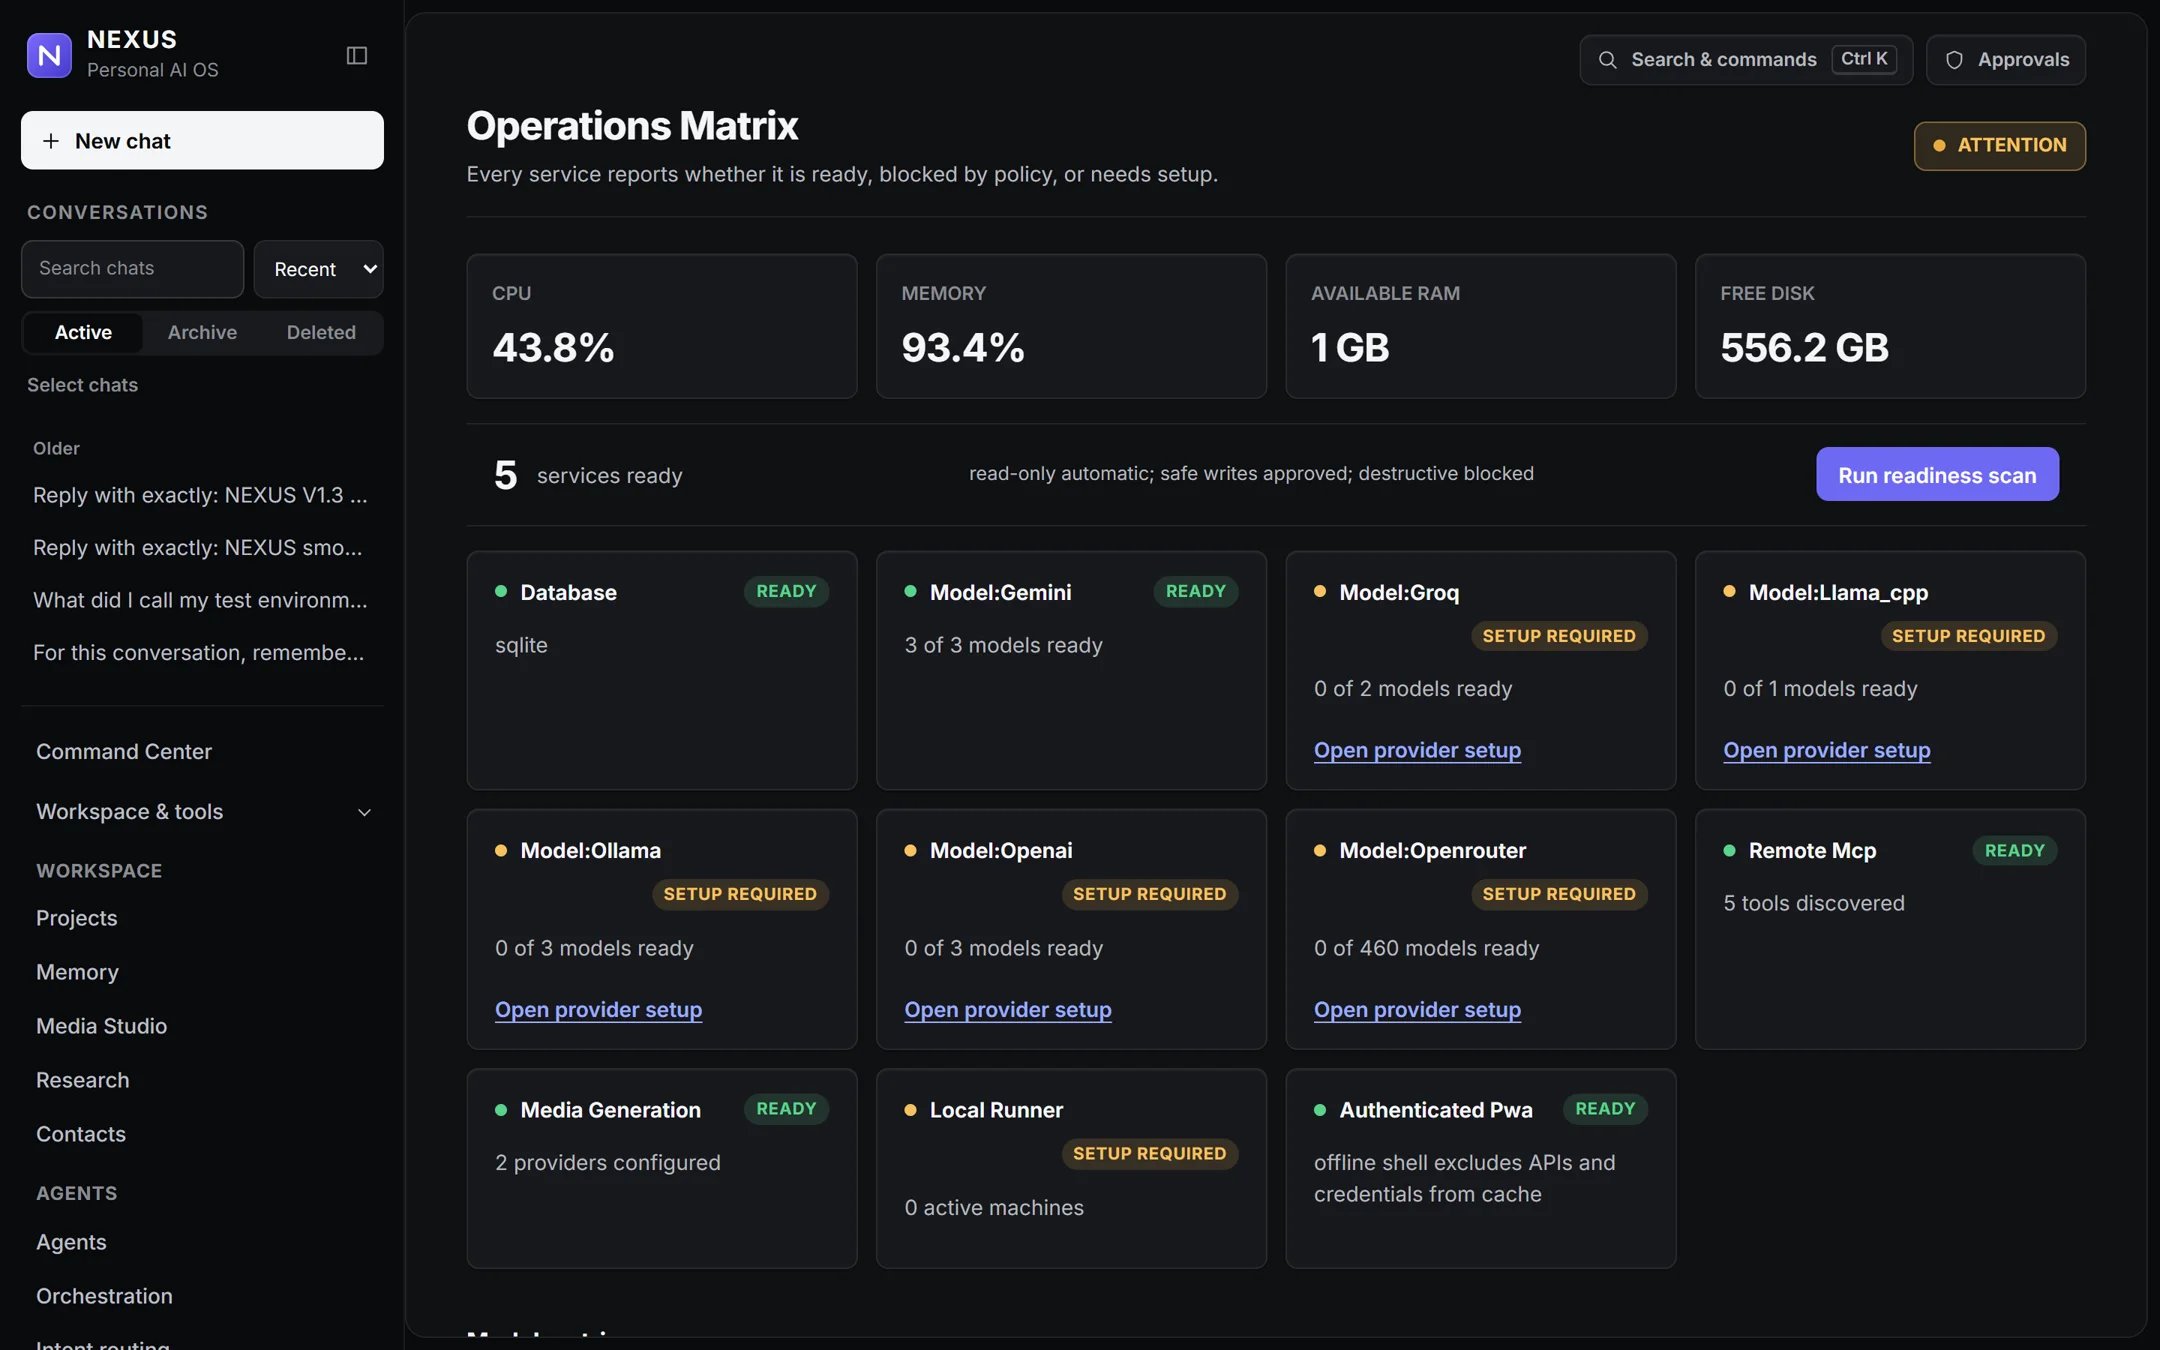 NEXUS
Personal AI OS
New chat
CONVERSATIONS
Search chats
Recent
Active
Archive
Deleted
Select chats
Older
Reply with exactly: NEXUS V1.3 ...
Reply with exactly: NEXUS smo...
What did I call my test environm...
For this conversation, remembe...
Command Center
Workspace & tools
WORKSPACE
Projects
Memory
Media Studio
Research
Contacts
AGENTS
Agents
Orchestration
Intent routing
Search & commands Ctrl K
Approvals
Operations Matrix
Every service reports whether it is ready, blocked by policy, or needs setup.
ATTENTION
CPU
43.8%
MEMORY
93.4%
AVAILABLE RAM
1 GB
FREE DISK
556.2 GB
5 services ready
read-only automatic; safe writes approved; destructive blocked
Run readiness scan
Database READY
sqlite
Model:Gemini READY
3 of 3 models ready
Model:Groq
SETUP REQUIRED
0 of 2 models ready
Open provider setup
Model:Llama_cpp
SETUP REQUIRED
0 of 1 models ready
Open provider setup
Model:Ollama
SETUP REQUIRED
0 of 3 models ready
Open provider setup
Model:Openai
SETUP REQUIRED
0 of 3 models ready
Open provider setup
Model:Openrouter
SETUP REQUIRED
0 of 460 models ready
Open provider setup
Remote Mcp READY
5 tools discovered
Media Generation READY
2 providers configured
Local Runner
SETUP REQUIRED
0 active machines
Authenticated Pwa READY
offline shell excludes APIs and
credentials from cache